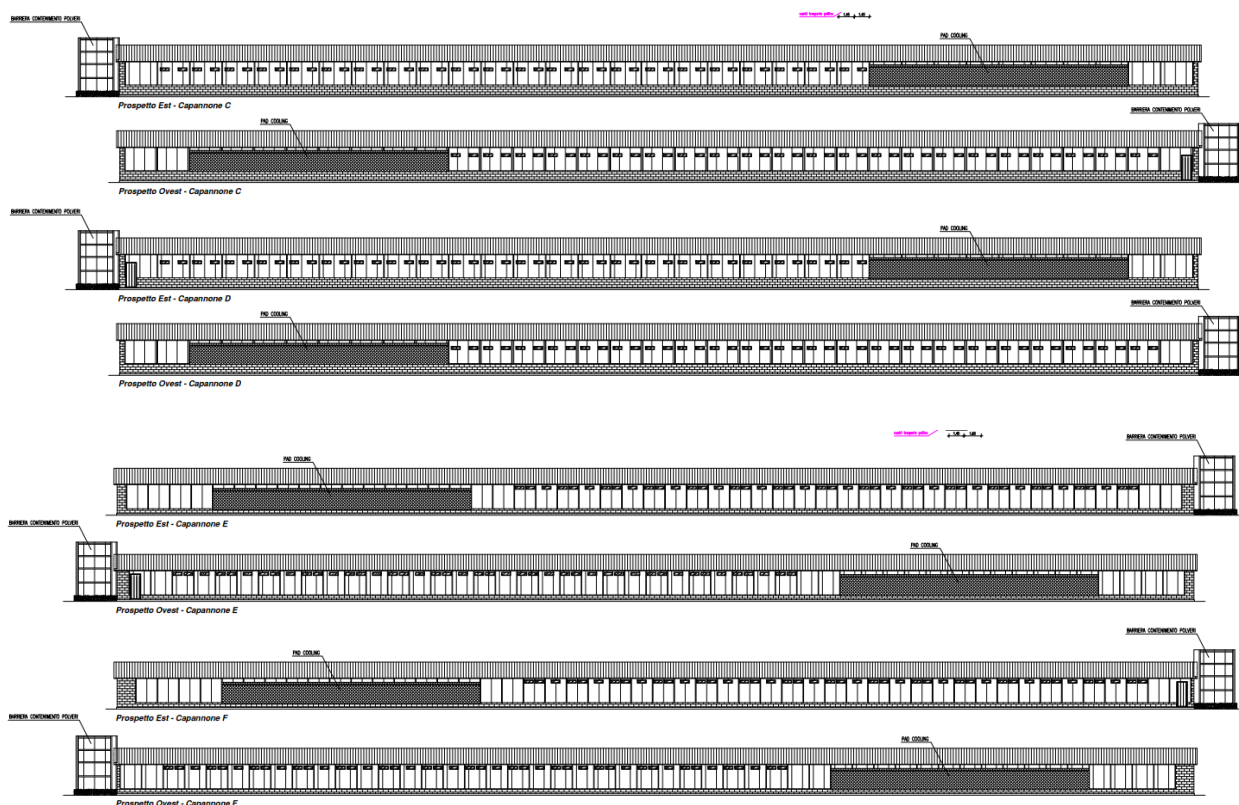 BARRIERA CONTENIMENTO POLVERI
PAD COOLING
Prospetto Est - Capannone C
PAD COOLING
BARRIERA CONTENIMENTO POLVERI
Prospetto Ovest - Capannone C
BARRIERA CONTENIMENTO POLVERI
PAD COOLING
Prospetto Est - Capannone D
PAD COOLING
BARRIERA CONTENIMENTO POLVERI
Prospetto Ovest - Capannone D
PAD COOLING
BARRIERA CONTENIMENTO POLVERI
Prospetto Est - Capannone E
BARRIERA CONTENIMENTO POLVERI
PAD COOLING
Prospetto Ovest - Capannone E
PAD COOLING
BARRIERA CONTENIMENTO POLVERI
Prospetto Est - Capannone F
BARRIERA CONTENIMENTO POLVERI
PAD COOLING
Prospetto Ovest - Capannone F